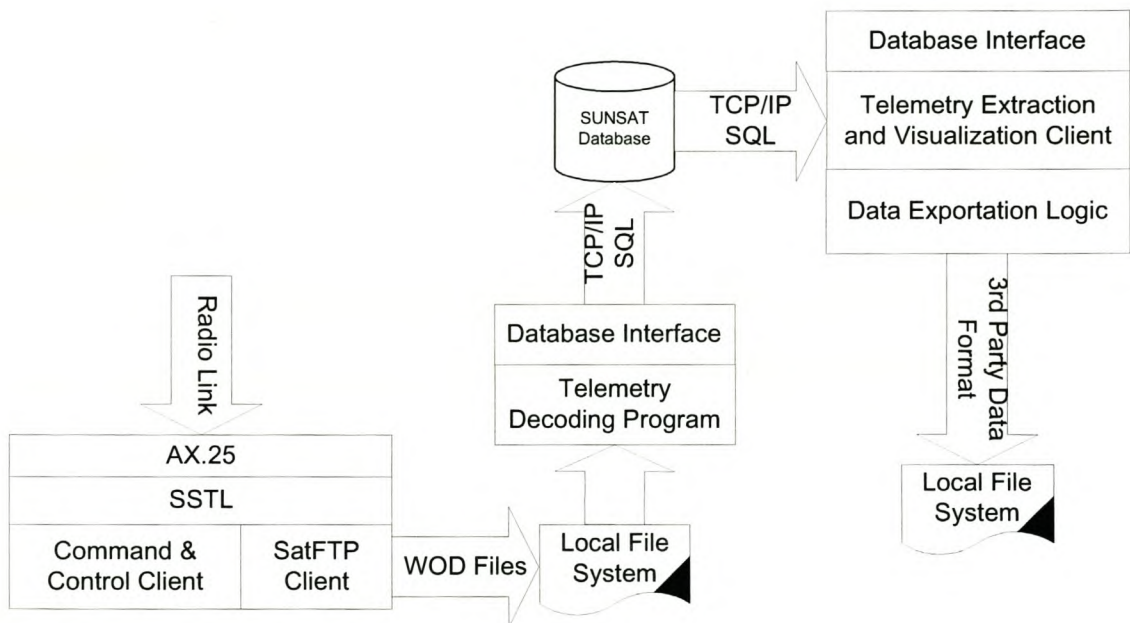 Radio Link
AX.25
SSTL
Command &
Control Client
SatFTP
Client
WOD Files
Local File
System
Telemetry
Decoding Program
Database Interface
TCP/IP
SQL
SUNSAT
Database
TCP/IP
SQL
Database Interface
Telemetry Extraction
and Visualization Client
Data Exportation Logic
3rd Party Data
Format
Local File
System